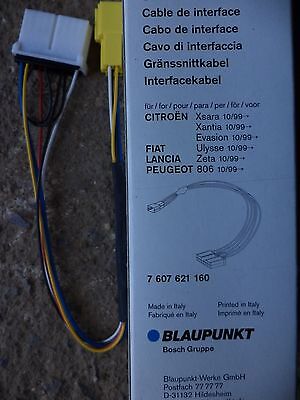 Cable de interface
Cabo de interface
Cavo di interfaccia
Gränssnittkabel
Interfacekabel
für / for / pour / para / per / för / voor
CITROËN Xsara 10/99→
Xantia 10/99→
Evasion 10/99→
FIAT Ulysse 10/99→
LANCIA Zeta 10/99→
PEUGEOT 806 10/99→
7 607 621 160
Made in Italy Printed in Italy
Fabriqué en Italy Imprimé en Italy
BLAUPUNKT
Bosch Gruppe
Blaupunkt-Werke GmbH
Postfach 77 77 77
D-31132 Hildesheim